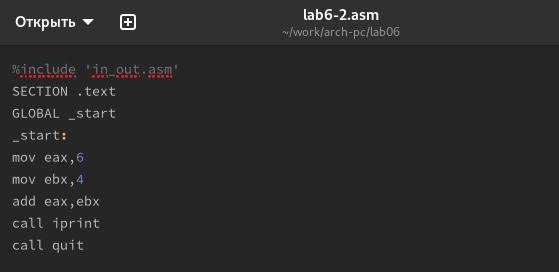 Открыть
lab6-2.asm
~/work/arch-pc/lab06
%include 'in_out.asm'
SECTION .text
GLOBAL _start
_start:
mov eax,6
mov ebx,4
add eax,ebx
call iprint
call quit